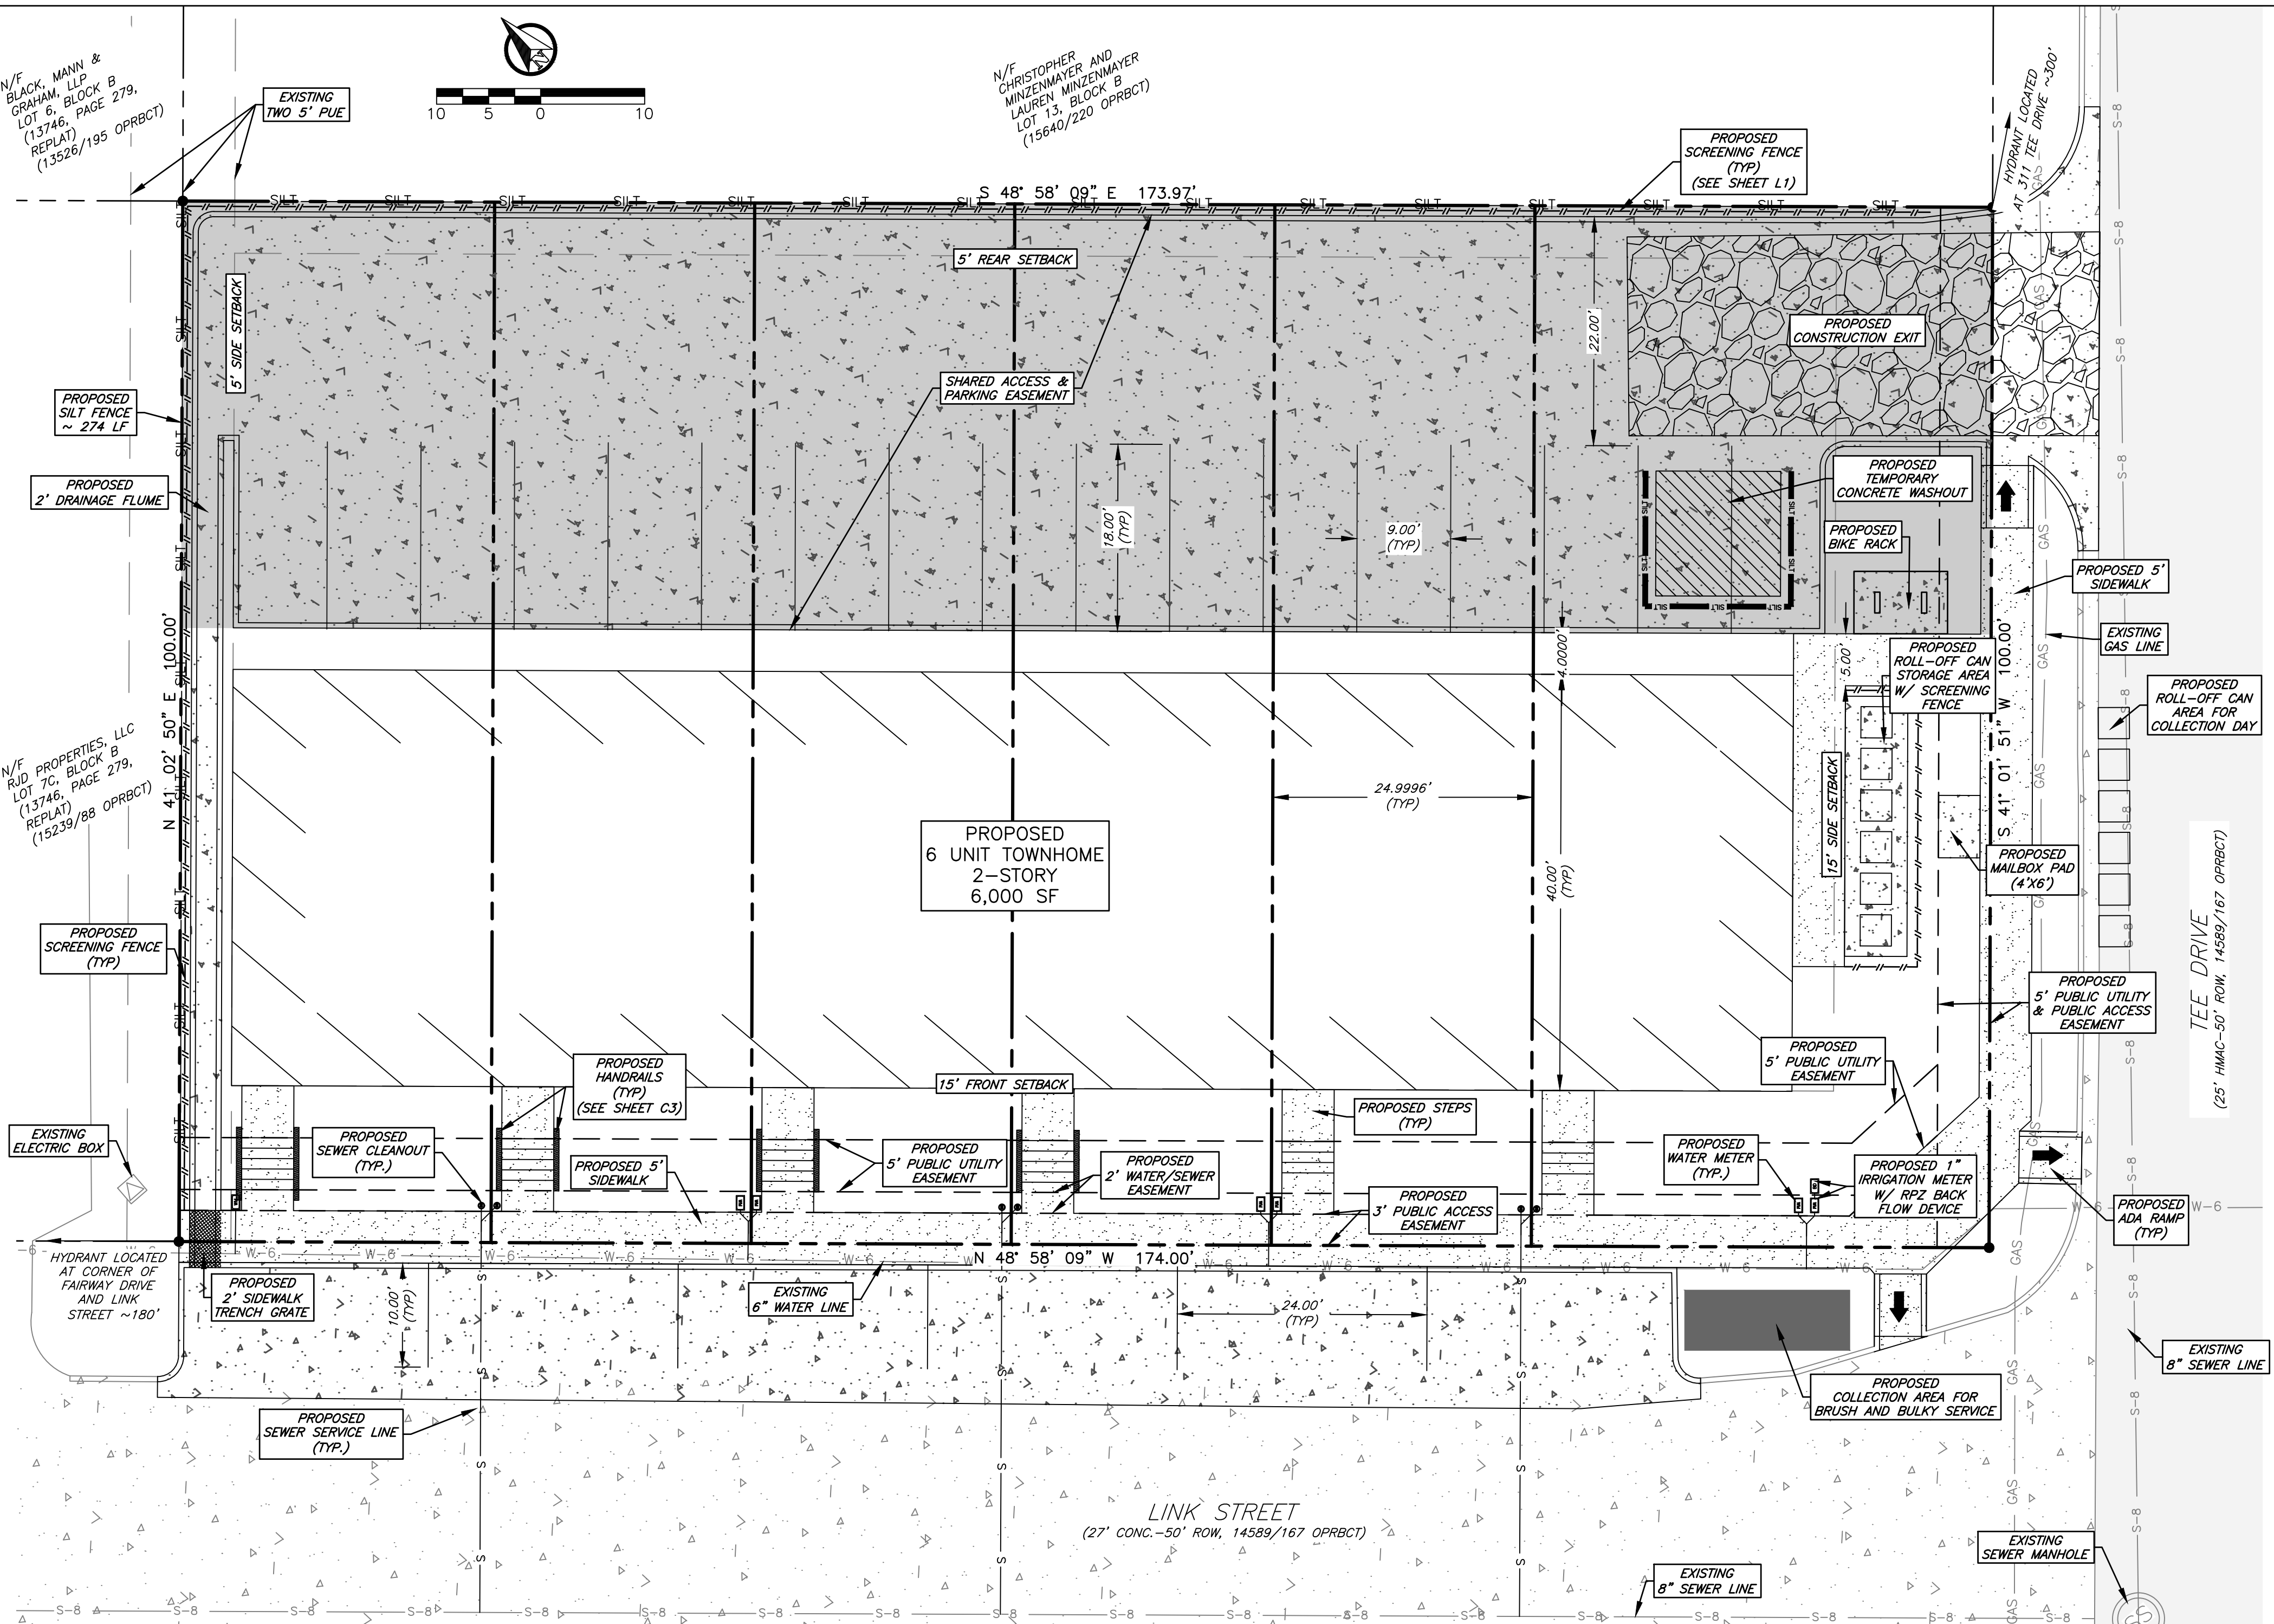 N/F
BLACK, MANN &
GRAHAM, LLP
LOT 6, BLOCK B
(13746, PAGE 279,
REPLAT)
(13526/195 OPRBCT)
EXISTING
TWO 5' PUE
10 5 0 10
N/F
CHRISTOPHER
MINZENMAYER AND
LAUREN MINZENMAYER
LOT 13, BLOCK B
(15640/220 OPRBCT)
PROPOSED
SCREENING FENCE
(TYP)
(SEE SHEET L1)
HYDRANT LOCATED
AT 311 TEE DRIVE ~300'
S 48° 58' 09" E 173.97'
5' REAR SETBACK
5' SIDE SETBACK
22.00'
PROPOSED
CONSTRUCTION EXIT
SHARED ACCESS &
PARKING EASEMENT
PROPOSED
SILT FENCE
~ 274 LF
PROPOSED
2' DRAINAGE FLUME
18.00'
(TYP)
9.00'
(TYP)
PROPOSED
TEMPORARY
CONCRETE WASHOUT
PROPOSED
BIKE RACK
PROPOSED 5'
SIDEWALK
EXISTING
GAS LINE
N 41° 02' 50" E 100.00'
4.0000'
5.00'
PROPOSED
ROLL-OFF CAN
STORAGE AREA
W/ SCREENING
FENCE
S 41° 01' 51" W 100.00'
PROPOSED
ROLL-OFF CAN
AREA FOR
COLLECTION DAY
N/F
RJD PROPERTIES, LLC
LOT 7C, BLOCK B
(13746, PAGE 279,
REPLAT)
(15239/88 OPRBCT)
24.9996'
(TYP)
15' SIDE SETBACK
PROPOSED
6 UNIT TOWNHOME
2-STORY
6,000 SF
40.00'
(TYP)
PROPOSED
MAILBOX PAD
(4'X6')
TEE DRIVE
(25' HMAC-50' ROW, 14589/167 OPRBCT)
PROPOSED
SCREENING FENCE
(TYP)
PROPOSED
5' PUBLIC UTILITY
& PUBLIC ACCESS
EASEMENT
PROPOSED
HANDRAILS
(TYP)
(SEE SHEET C3)
15' FRONT SETBACK
PROPOSED
5' PUBLIC UTILITY
EASEMENT
EXISTING
ELECTRIC BOX
PROPOSED
SEWER CLEANOUT
(TYP.)
PROPOSED 5'
SIDEWALK
PROPOSED
5' PUBLIC UTILITY
EASEMENT
PROPOSED
2' WATER/SEWER
EASEMENT
PROPOSED STEPS
(TYP)
PROPOSED
3' PUBLIC ACCESS
EASEMENT
PROPOSED
WATER METER
(TYP.)
PROPOSED 1"
IRRIGATION METER
W/ RPZ BACK
FLOW DEVICE
PROPOSED
ADA RAMP
(TYP)
HYDRANT LOCATED
AT CORNER OF
FAIRWAY DRIVE
AND LINK
STREET ~180'
PROPOSED
2' SIDEWALK
TRENCH GRATE
10.00'
(TYP)
EXISTING
6" WATER LINE
N 48° 58' 09" W 174.00'
24.00'
(TYP)
EXISTING
8" SEWER LINE
PROPOSED
COLLECTION AREA FOR
BRUSH AND BULKY SERVICE
PROPOSED
SEWER SERVICE LINE
(TYP.)
LINK STREET
(27' CONC.-50' ROW, 14589/167 OPRBCT)
EXISTING
SEWER MANHOLE
EXISTING
8" SEWER LINE
SILT
GAS
W-6
S-8
S
SS